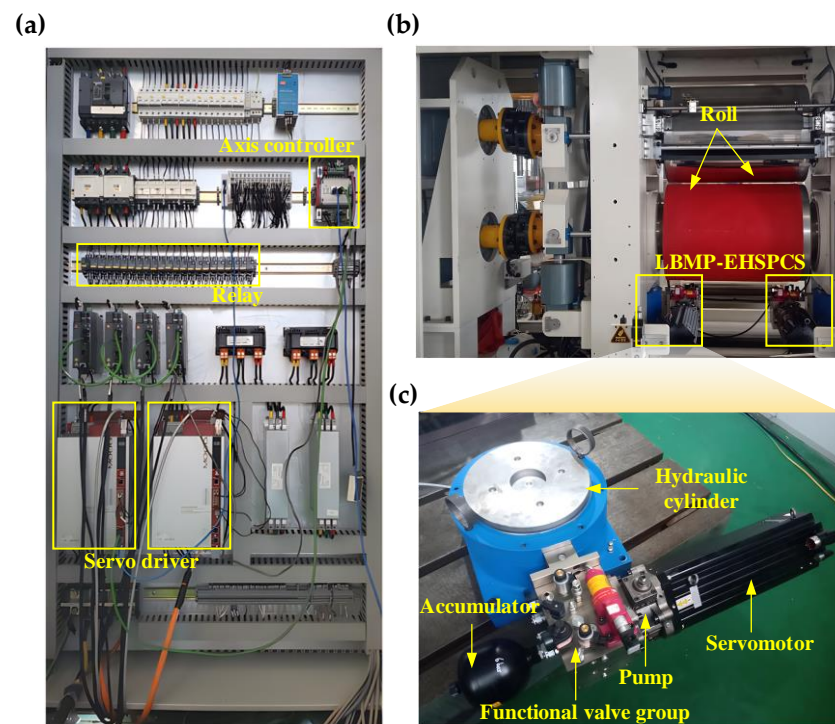 (a)
Axis controller
Relay
Servo driver
(b)
Roll
LBMP-EHSPCS
(c)
Hydraulic
cylinder
Accumulator
Servomotor
Pump
Functional valve group